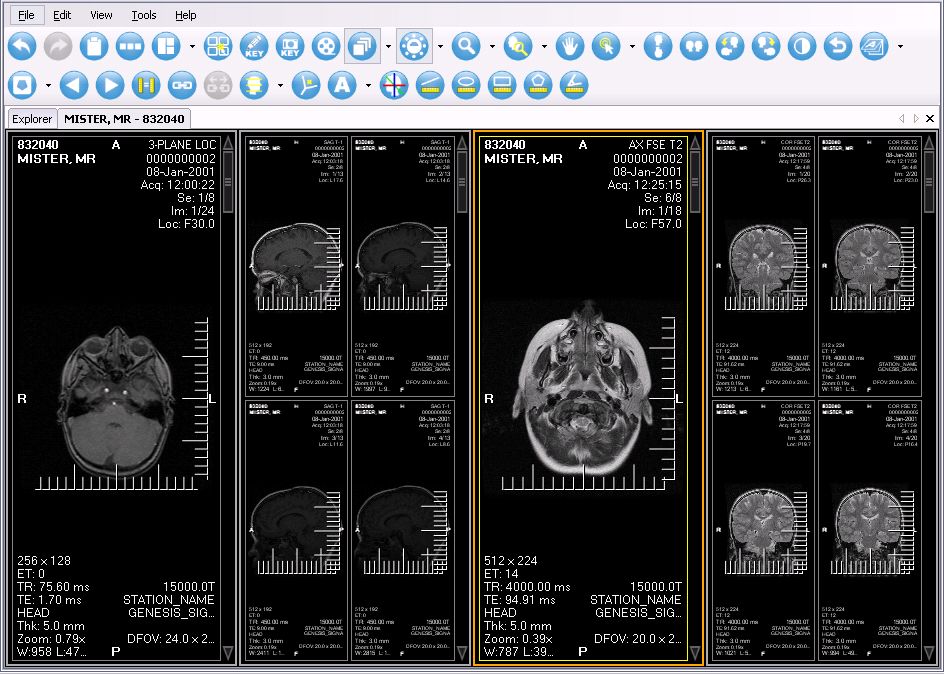 File Edit View Tools Help
KEY KEY
A
Explorer MISTER, MR - 832040
832040 A 3-PLANE LOC
MISTER, MR 0000000002
08-Jan-2001
Acq: 12:00:22
Se: 1/8
Im: 1/24
Loc: F30.0
R L
256 x 128
ET: 0
TR: 75.60 ms 15000.0T
TE: 1.70 ms STATION_NAME
HEAD GENESIS_SIG...
Thk: 5.0 mm
Zoom: 0.79x DFOV: 24.0 x 2...
W:958 L:47... P
832040 H SAG T-1
MISTER, MR 0000000002
08-Jan-2001
Acq: 12:03:18
Se: 2/8
Im: 1/13
Loc: L17.6
A P
512 x 192
ET: 0
TR: 450.00 ms 15000.0T
TE: 9.00 ms STATION_NAME
HEAD GENESIS_SIGNA
Thk: 3.0 mm
Zoom: 0.19x DFOV: 20.0 x 20.0...
W: 1224 L: 6... F
832040 H SAG T-1
MISTER, MR 0000000002
08-Jan-2001
Acq: 12:03:18
Se: 2/8
Im: 2/13
Loc: L14.6
A P
512 x 192
ET: 0
TR: 450.00 ms 15000.0T
TE: 9.00 ms STATION_NAME
HEAD GENESIS_SIGNA
Thk: 3.0 mm
Zoom: 0.19x DFOV: 20.0 x 20.0...
W: 1997 L: 9... F
832040 H SAG T-1
MISTER, MR 0000000002
08-Jan-2001
Acq: 12:03:18
Se: 2/8
Im: 3/13
Loc: L11.6
A P
512 x 192
ET: 0
TR: 450.00 ms 15000.0T
TE: 9.00 ms STATION_NAME
HEAD GENESIS_SIGNA
Thk: 3.0 mm
Zoom: 0.19x DFOV: 20.0 x 20.0...
W: 2411 L: 1... F
832040 H SAG T-1
MISTER, MR 0000000002
08-Jan-2001
Acq: 12:03:18
Se: 2/8
Im: 4/13
Loc: L8.6
A P
512 x 192
ET: 0
TR: 450.00 ms 15000.0T
TE: 9.00 ms STATION_NAME
HEAD GENESIS_SIGNA
Thk: 3.0 mm
Zoom: 0.19x DFOV: 20.0 x 20.0...
W: 2815 L: 1... F
832040 A AX FSE T2
MISTER, MR 0000000002
08-Jan-2001
Acq: 12:25:15
Se: 6/8
Im: 1/18
Loc: F57.0
R L
512 x 224
ET: 14
TR: 4000.00 ms 15000.0T
TE: 94.91 ms STATION_NAME
HEAD GENESIS_SIG...
Thk: 5.0 mm
Zoom: 0.39x DFOV: 20.0 x 2...
W:787 L:39... P
832040 H COR FSE T2
MISTER, MR 0000000002
08-Jan-2001
Acq: 12:17:59
Se: 4/8
Im: 1/20
Loc: P26.3
R
512 x 224
ET: 12
TR: 4000.00 ms 15000.0T
TE: 91.62 ms STATION_NAME
HEAD GENESIS_SIGNA
Thk: 3.0 mm
Zoom: 0.19x DFOV: 20.0 x 20.0...
W: 1213 L: 6... F
832040 H COR FSE T2
MISTER, MR 0000000002
08-Jan-2001
Acq: 12:17:59
Se: 4/8
Im: 2/20
Loc: P23.0
R
512 x 224
ET: 12
TR: 4000.00 ms 15000.0T
TE: 91.62 ms STATION_NAME
HEAD GENESIS_SIGNA
Thk: 3.0 mm
Zoom: 0.19x DFOV: 20.0 x 20.0...
W: 1161 L: 5... F
832040 H COR FSE T2
MISTER, MR 0000000002
08-Jan-2001
Acq: 12:17:59
Se: 4/8
Im: 3/20
Loc: P19.7
R
512 x 224
ET: 12
TR: 4000.00 ms 15000.0T
TE: 91.62 ms STATION_NAME
HEAD GENESIS_SIGNA
Thk: 3.0 mm
Zoom: 0.19x DFOV: 20.0 x 20.0...
W: 1021 L: 5... F
832040 H COR FSE T2
MISTER, MR 0000000002
08-Jan-2001
Acq: 12:17:59
Se: 4/8
Im: 4/20
Loc: P16.4
R
512 x 224
ET: 12
TR: 4000.00 ms 15000.0T
TE: 91.62 ms STATION_NAME
HEAD GENESIS_SIGNA
Thk: 3.0 mm
Zoom: 0.19x DFOV: 20.0 x 20.0...
W: 994 L: 49... F